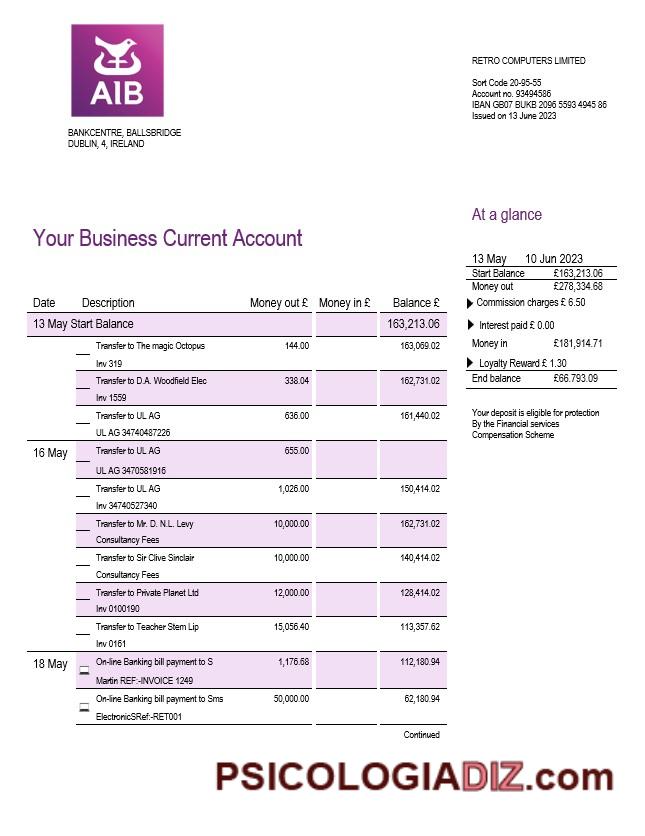 AIB
BANKCENTRE, BALLSBRIDGE
DUBLIN, 4, IRELAND
RETRO COMPUTERS LIMITED
Sort Code 20-95-55
Account no. 93494586
IBAN GB07 BUKB 2096 5593 4945 86
Issued on 13 June 2023
Your Business Current Account
At a glance
13 May 10 Jun 2023
Start Balance £163,213.06
Money out £278,334.68
Commission charges £ 6.50
Interest paid £ 0.00
Money in £181,914.71
Loyalty Reward £ 1.30
End balance £66.793.09
Your deposit is eligible for protection
By the Financial services
Compensation Scheme
Date Description Money out £ Money in £ Balance £
13 May Start Balance 163,213.06
Transfer to The magic Octopus 144.00 163,069.02
Inv 319
Transfer to D.A. Woodfield Elec 338.04 162,731.02
Inv 1559
Transfer to UL AG 636.00 161,440.02
UL AG 34740487226
16 May Transfer to UL AG 655.00
UL AG 3470581916
Transfer to UL AG 1,026.00 150,414.02
Inv 34740527340
Transfer to Mr. D. N.L. Levy 10,000.00 162,731.02
Consultancy Fees
Transfer to Sir Clive Sinclair 10,000.00 140,414.02
Consultancy Fees
Transfer to Private Planet Ltd 12,000.00 128,414.02
Inv 0100190
Transfer to Teacher Stem Lip 15,056.40 113,357.62
Inv 0161
18 May On-line Banking bill payment to S 1,176.68 112,180.94
Martin REF:-INVOICE 1249
On-line Banking bill payment to Sms 50,000.00 62,180.94
ElectronicSRef:-RET001
Continued
PSICOLOGIADIZ.com